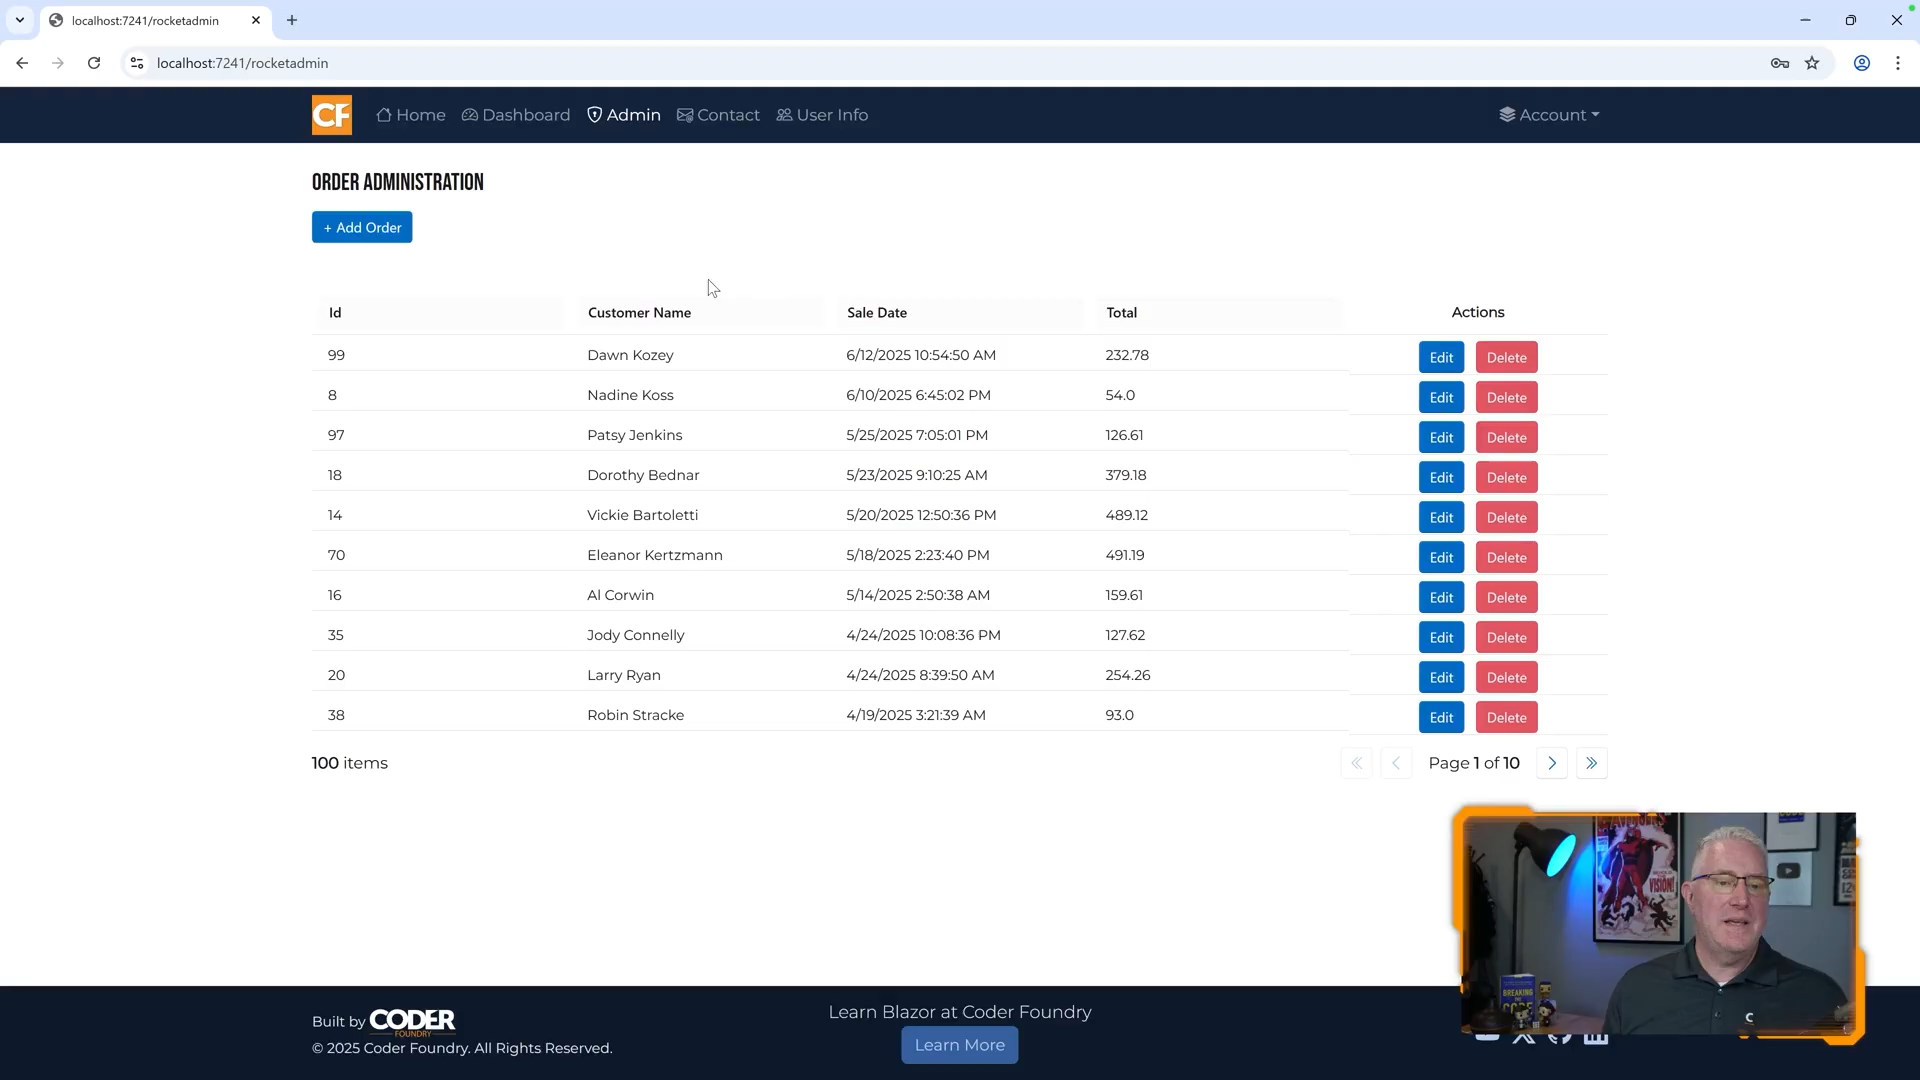 localhost:7241/rocketadmin
localhost:7241/rocketadmin
CF Home Dashboard Admin Contact User Info Account
ORDER ADMINISTRATION
+ Add Order
Id Customer Name Sale Date Total Actions
99 Dawn Kozey 6/12/2025 10:54:50 AM 232.78 Edit Delete
8 Nadine Koss 6/10/2025 6:45:02 PM 54.0 Edit Delete
97 Patsy Jenkins 5/25/2025 7:05:01 PM 126.61 Edit Delete
18 Dorothy Bednar 5/23/2025 9:10:25 AM 379.18 Edit Delete
14 Vickie Bartoletti 5/20/2025 12:50:36 PM 489.12 Edit Delete
70 Eleanor Kertzmann 5/18/2025 2:23:40 PM 491.19 Edit Delete
16 Al Corwin 5/14/2025 2:50:38 AM 159.61 Edit Delete
35 Jody Connelly 4/24/2025 10:08:36 PM 127.62 Edit Delete
20 Larry Ryan 4/24/2025 8:39:50 AM 254.26 Edit Delete
38 Robin Stracke 4/19/2025 3:21:39 AM 93.0 Edit Delete
100 items Page 1 of 10
VISION!
BREAKING
CODE
C
Built by CODER
FOUNDRY
© 2025 Coder Foundry. All Rights Reserved.
Learn Blazor at Coder Foundry
Learn More